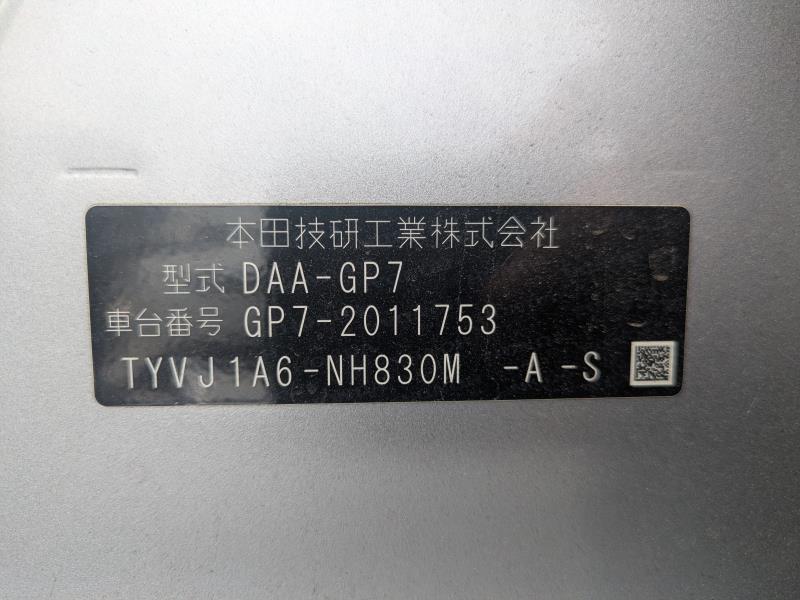 本田技研工業株式会社
型式 DAA-GP7
車台番号 GP7-2011753
TYVJ1A6-NH830M -A -S